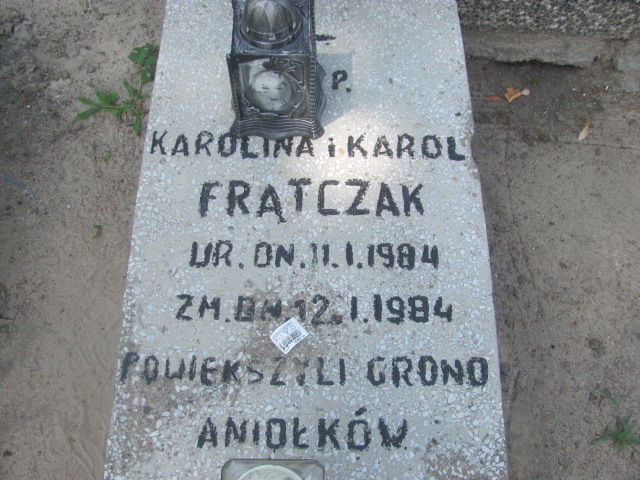 P.
KAROLINA i KAROL
FRĄTCZAK
UR. DN. 11.1.1984
ZM. DN 12.1.1984
POWIEKSZYLI GRONO
ANIOŁKÓW